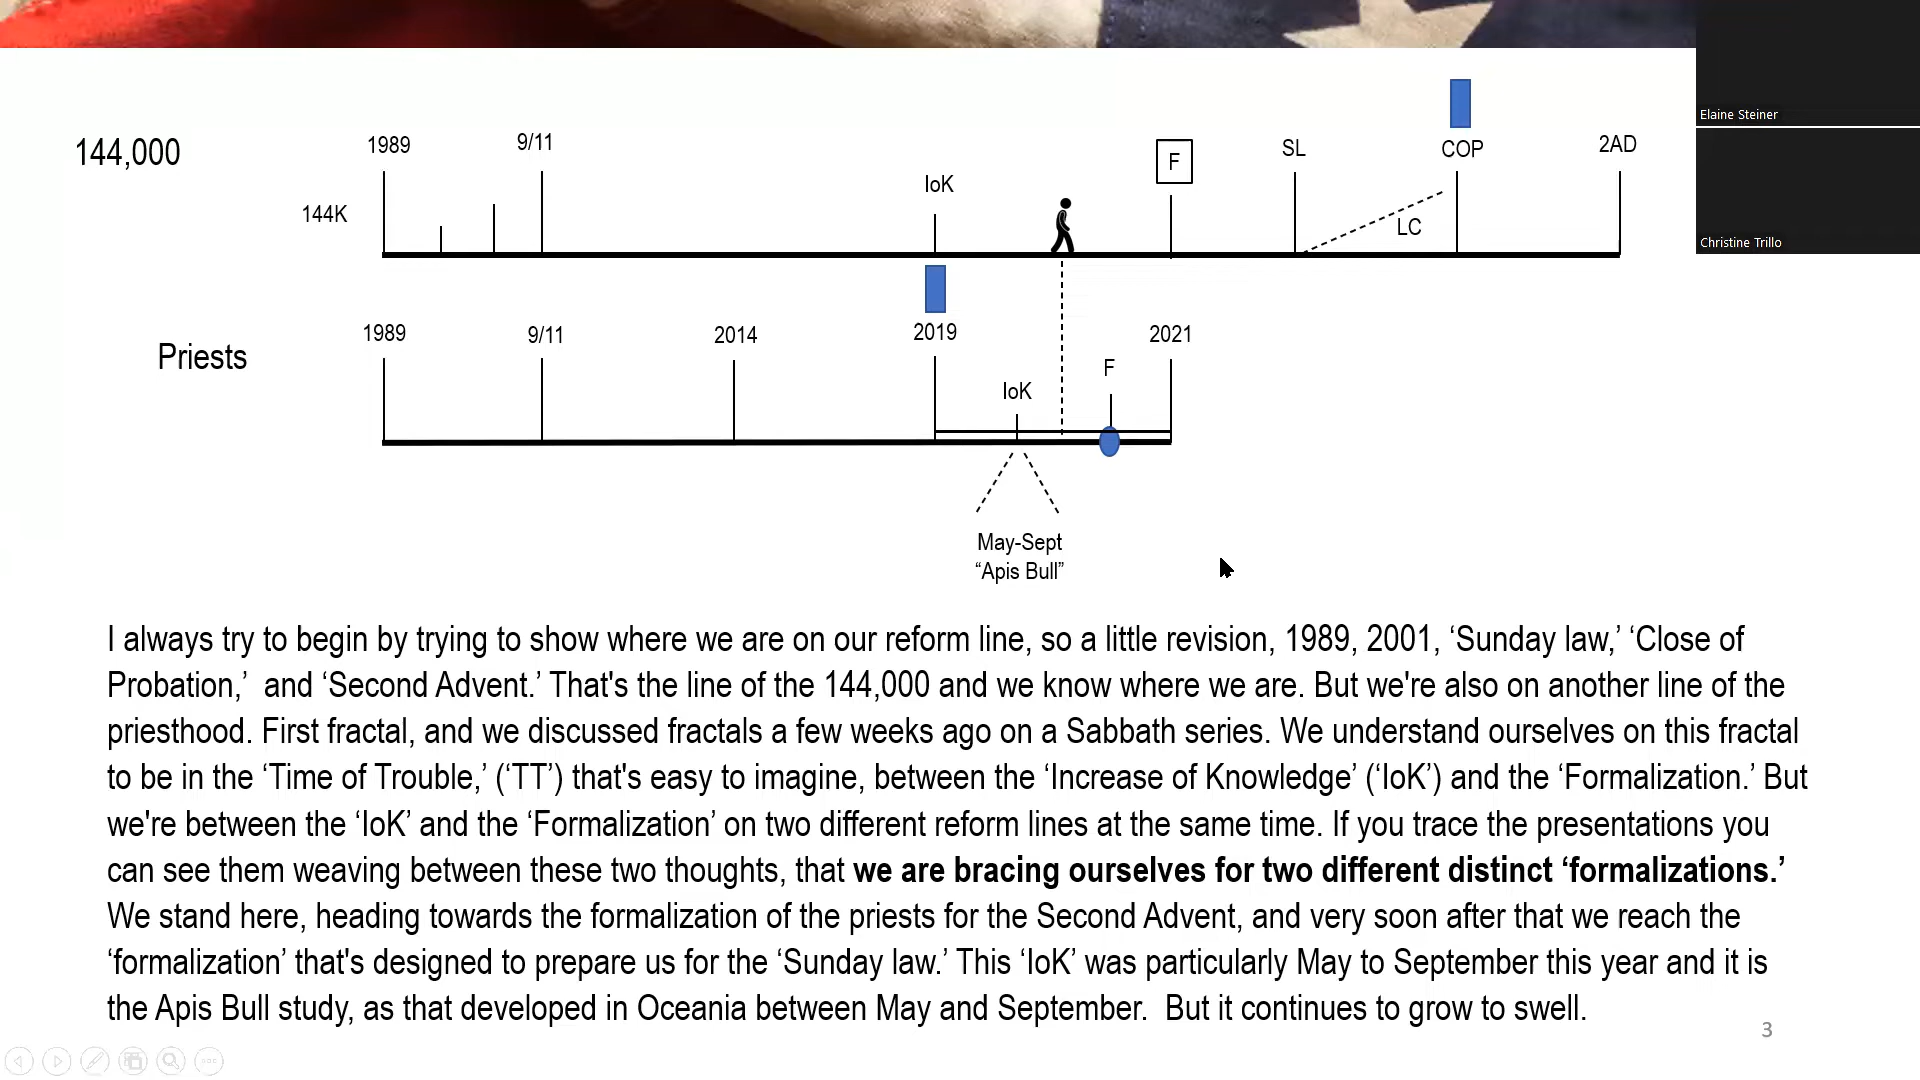 Elaine Steiner
Christine Trillo
144,000
1989
9/11
F
SL
COP
2AD
IoK
144K
LC
Priests
1989
9/11
2014
2019
2021
F
IoK
May-Sept
“Apis Bull”
I always try to begin by trying to show where we are on our reform line, so a little revision, 1989, 2001, ‘Sunday law,’ ‘Close of
Probation,’  and ‘Second Advent.’ That's the line of the 144,000 and we know where we are. But we're also on another line of the
priesthood. First fractal, and we discussed fractals a few weeks ago on a Sabbath series. We understand ourselves on this fractal
to be in the ‘Time of Trouble,’ (‘TT’) that's easy to imagine, between the ‘Increase of Knowledge’ (‘IoK’) and the ‘Formalization.’ But
we're between the ‘IoK’ and the ‘Formalization’ on two different reform lines at the same time. If you trace the presentations you
can see them weaving between these two thoughts, that we are bracing ourselves for two different distinct ‘formalizations.’
We stand here, heading towards the formalization of the priests for the Second Advent, and very soon after that we reach the
‘formalization’ that's designed to prepare us for the ‘Sunday law.’ This ‘IoK’ was particularly May to September this year and it is
the Apis Bull study, as that developed in Oceania between May and September.  But it continues to grow to swell.
3